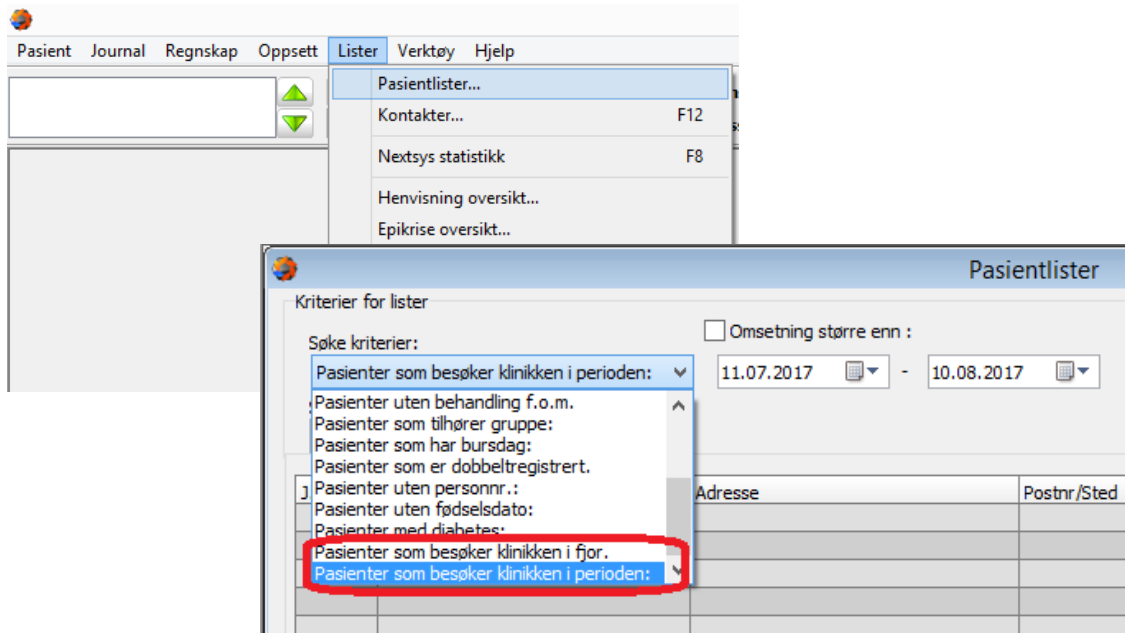 Pasient Journal Regnskap Oppsett Lister Verktøy Hjelp
Pasientlister...
Kontakter... F12
Nextsys statistikk F8
Henvisning oversikt...
Epikrise oversikt...
Pasientlister
Kriterier for lister
Søke kriterier:
Omsetning større enn :
Pasienter som besøker klinikken i perioden: 11.07.2017 - 10.08.2017
Pasienter uten behandling f.o.m.
Pasienter som tilhører gruppe:
Pasienter som har bursdag:
Pasienter som er dobbeltregistrert.
Pasienter uten personnr.:
Pasienter uten fødselsdato:
Pasienter med diabetes:
Pasienter som besøker klinikken i fjor.
Pasienter som besøker klinikken i perioden:
Adresse Postnr/Sted